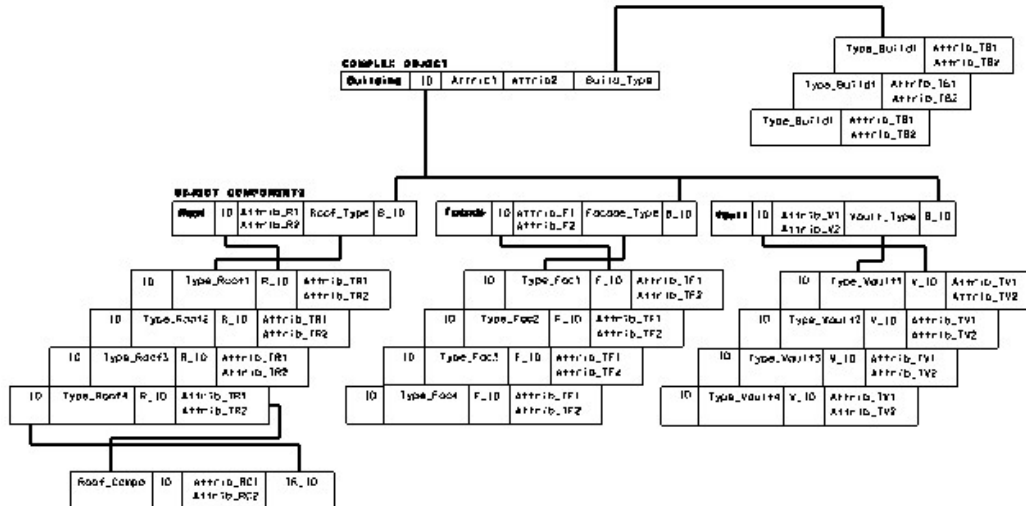 COMPLEX OBJECT
Building ID Attrib1 Attrib2 Build_Type
Type_Build1 Attrib_TB1
Attrib_TB2
Type_Build1 Attrib_TB1
Attrib_TB2
Type_Build1 Attrib_TB1
Attrib_TB2
OBJECT COMPONENTS
Roof ID Attrib_R1 Roof_Type B_ID
Attrib_R2
Facade ID Attrib_F1 Facade_Type B_ID
Attrib_F2
Vault ID Attrib_V1 Vault_Type B_ID
Attrib_V2
ID Type_Roof1 R_ID Attrib_TR1
Attrib_TR2
ID Type_Roof2 R_ID Attrib_TR1
Attrib_TR2
ID Type_Roof3 R_ID Attrib_TR1
Attrib_TR2
ID Type_Roof4 R_ID Attrib_TR1
Attrib_TR2
Roof_Compo ID Attrib_RC1 TR_ID
Attrib_RC2
ID Type_Fac1 F_ID Attrib_TF1
Attrib_TF2
ID Type_Fac2 F_ID Attrib_TF1
Attrib_TF2
ID Type_Fac3 F_ID Attrib_TF1
Attrib_TF2
ID Type_Fac4 F_ID Attrib_TF1
Attrib_TF2
ID Type_Vault1 V_ID Attrib_TV1
Attrib_TV2
ID Type_Vault2 V_ID Attrib_TV1
Attrib_TV2
ID Type_Vault3 V_ID Attrib_TV1
Attrib_TV2
ID Type_Vault4 V_ID Attrib_TV1
Attrib_TV2